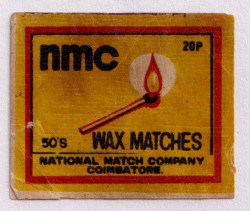 nmc 20P
50'S WAX MATCHES
NATIONAL MATCH COMPANY
COIMBATORE.